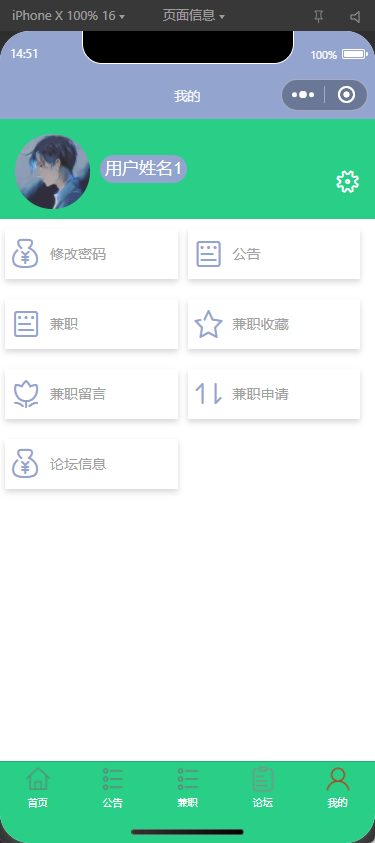 iPhone X 100% 16 页面信息
14:51 100%
我的
用户姓名1
修改密码 公告
兼职 兼职收藏
兼职留言 兼职申请
论坛信息
首页 公告 兼职 论坛 我的